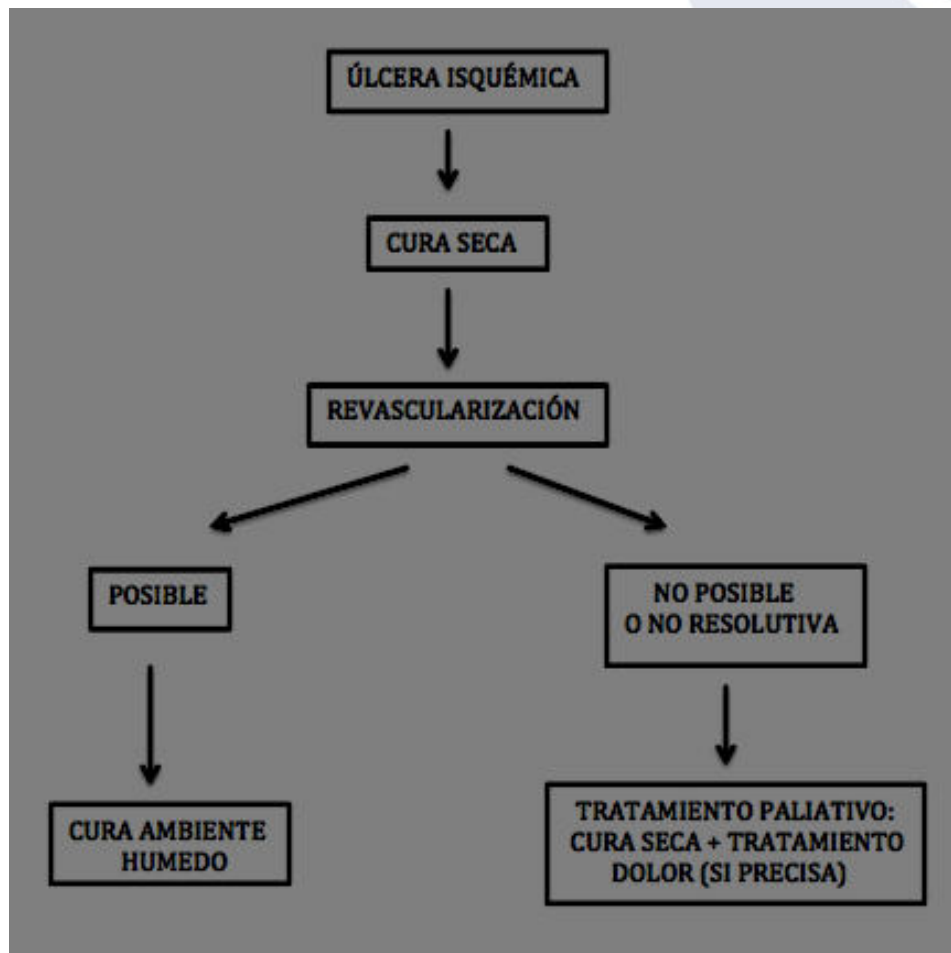 ÚLCERA ISQUÉMICA
CURA SECA
REVASCULARIZACIÓN
POSIBLE
NO POSIBLE
O NO RESOLUTIVA
CURA AMBIENTE
HUMEDO
TRATAMIENTO PALIATIVO:
CURA SECA + TRATAMIENTO
DOLOR (SI PRECISA)